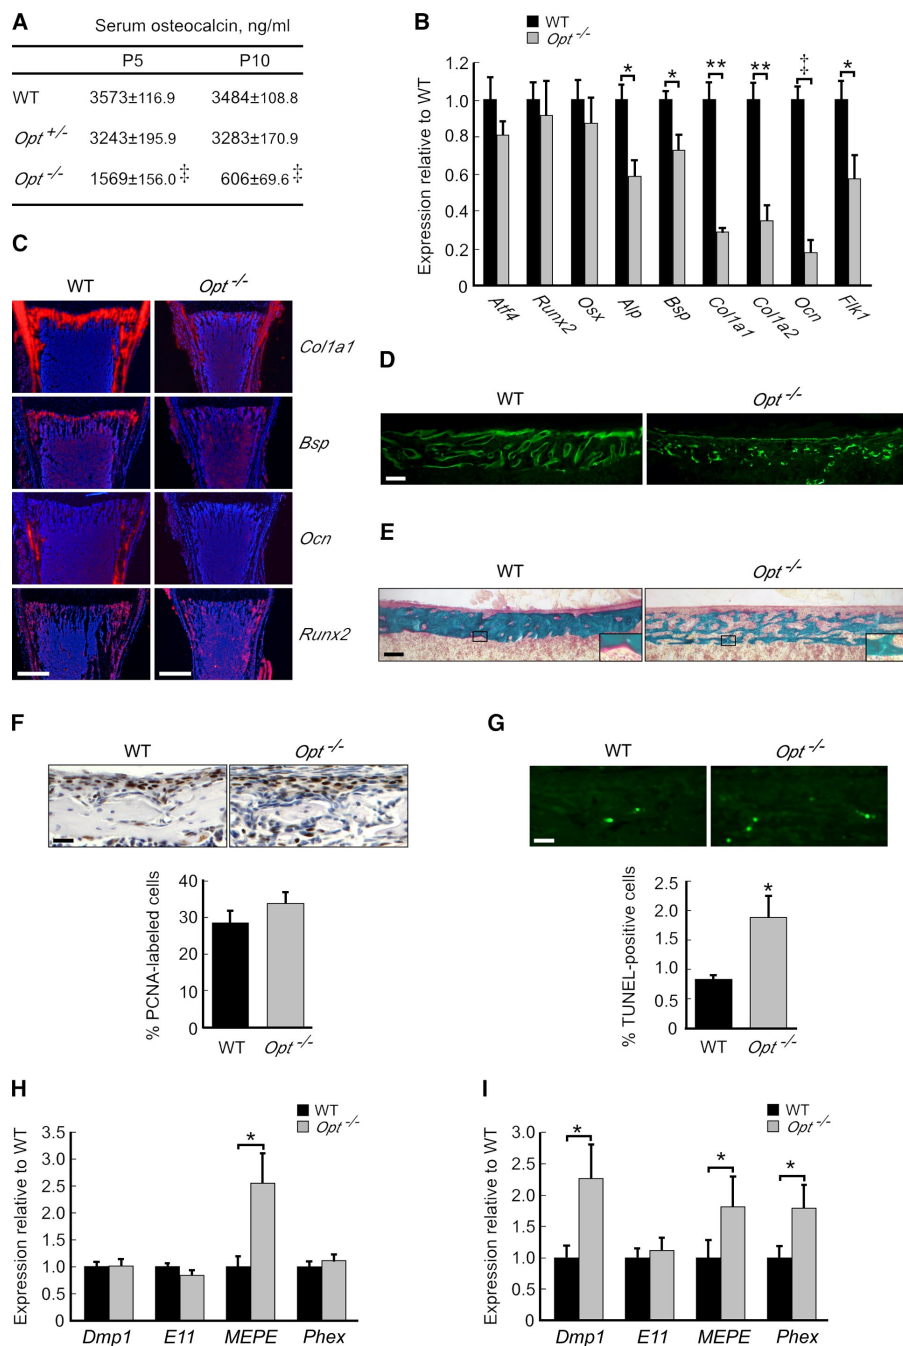 A
Serum osteocalcin, ng/ml
P5 P10
WT 3573±116.9 3484±108.8
Opt +/- 3243±195.9 3283±170.9
Opt -/- 1569±156.0 ‡ 606±69.6 ‡
B
WT
Opt -/-
Expression relative to WT
1.2
1.0
0.8
0.6
0.4
0.2
0
* * ** ** ‡ *
Atf4 Runx2 Osx Alp Bsp Col1a1 Col1a2 Ocn Flk1
C
WT Opt -/-
Col1a1
Bsp
Ocn
Runx2
D
WT Opt -/-
E
WT Opt -/-
F
WT Opt -/-
% PCNA-labeled cells
40
30
20
10
0
WT Opt -/-
G
WT Opt -/-
% TUNEL-positive cells
2.5
2.0
1.5
1.0
0.5
0
*
WT Opt -/-
H
WT
Opt -/-
Expression relative to WT
3.5
3.0
2.5
2.0
1.5
1.0
0.5
0
*
Dmp1 E11 MEPE Phex
I
WT
Opt -/-
Expression relative to WT
3.0
2.5
2.0
1.5
1.0
0.5
0
* * *
Dmp1 E11 MEPE Phex